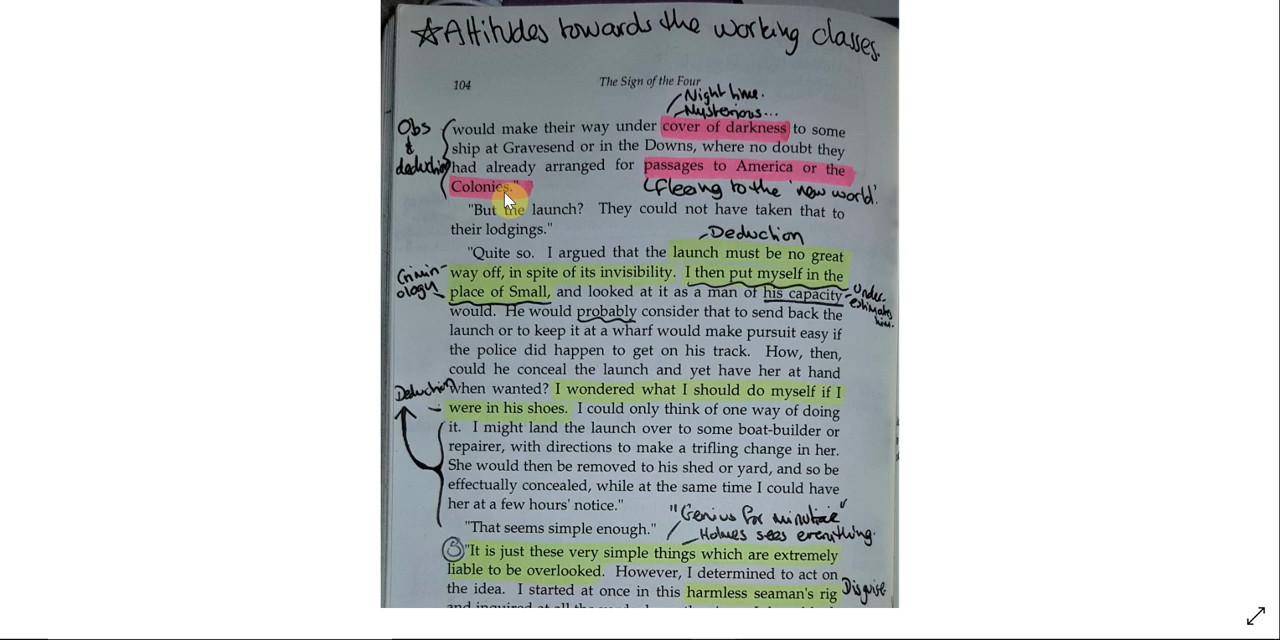 ☆Attitudes towards the working classes.
104 The Sign of the Four
Night time.
Mysterious...
Obs
&
deduction
would make their way under cover of darkness to some
ship at Gravesend or in the Downs, where no doubt they
had already arranged for passages to America or the
Colonies."
Fleeing to the 'new world'.
"But the launch? They could not have taken that to
their lodgings."
Deduction
"Quite so. I argued that the launch must be no great
way off, in spite of its invisibility. I then put myself in the
Crimin-
ology
place of Small, and looked at it as a man of his capacity
under-
estimates
him.
would. He would probably consider that to send back the
launch or to keep it at a wharf would make pursuit easy if
the police did happen to get on his track. How, then,
could he conceal the launch and yet have her at hand
Deduction
when wanted? I wondered what I should do myself if I
were in his shoes. I could only think of one way of doing
it. I might land the launch over to some boat-builder or
repairer, with directions to make a trifling change in her.
She would then be removed to his shed or yard, and so be
effectually concealed, while at the same time I could have
her at a few hours' notice."
"Genius for minutiae"
"That seems simple enough."
Holmes sees everything.
③ "It is just these very simple things which are extremely
liable to be overlooked. However, I determined to act on
the idea. I started at once in this harmless seaman's rig
Disguise